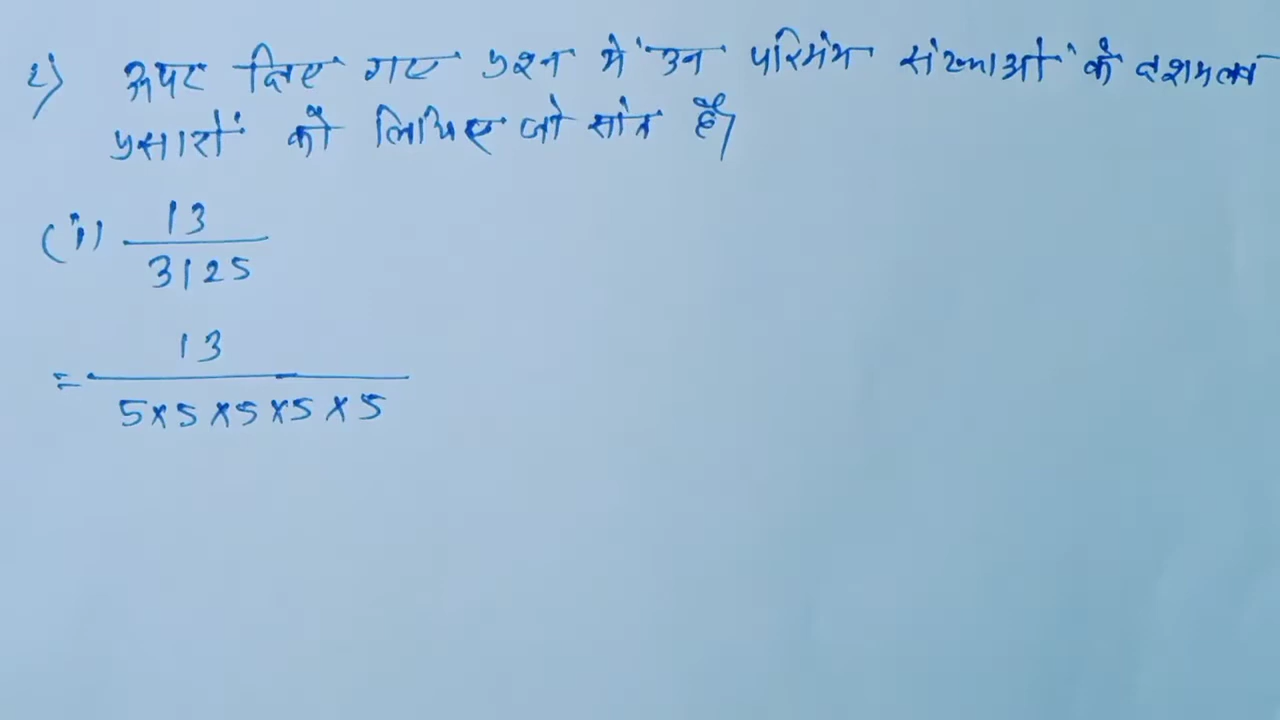 2) ऊपर दिए गए प्रश्न में उन परिमेय संख्याओं के दशमलव
प्रसारों को लिखिए जो सांत हैं।
(i) 13/3125
= 13/5×5×5×5×5